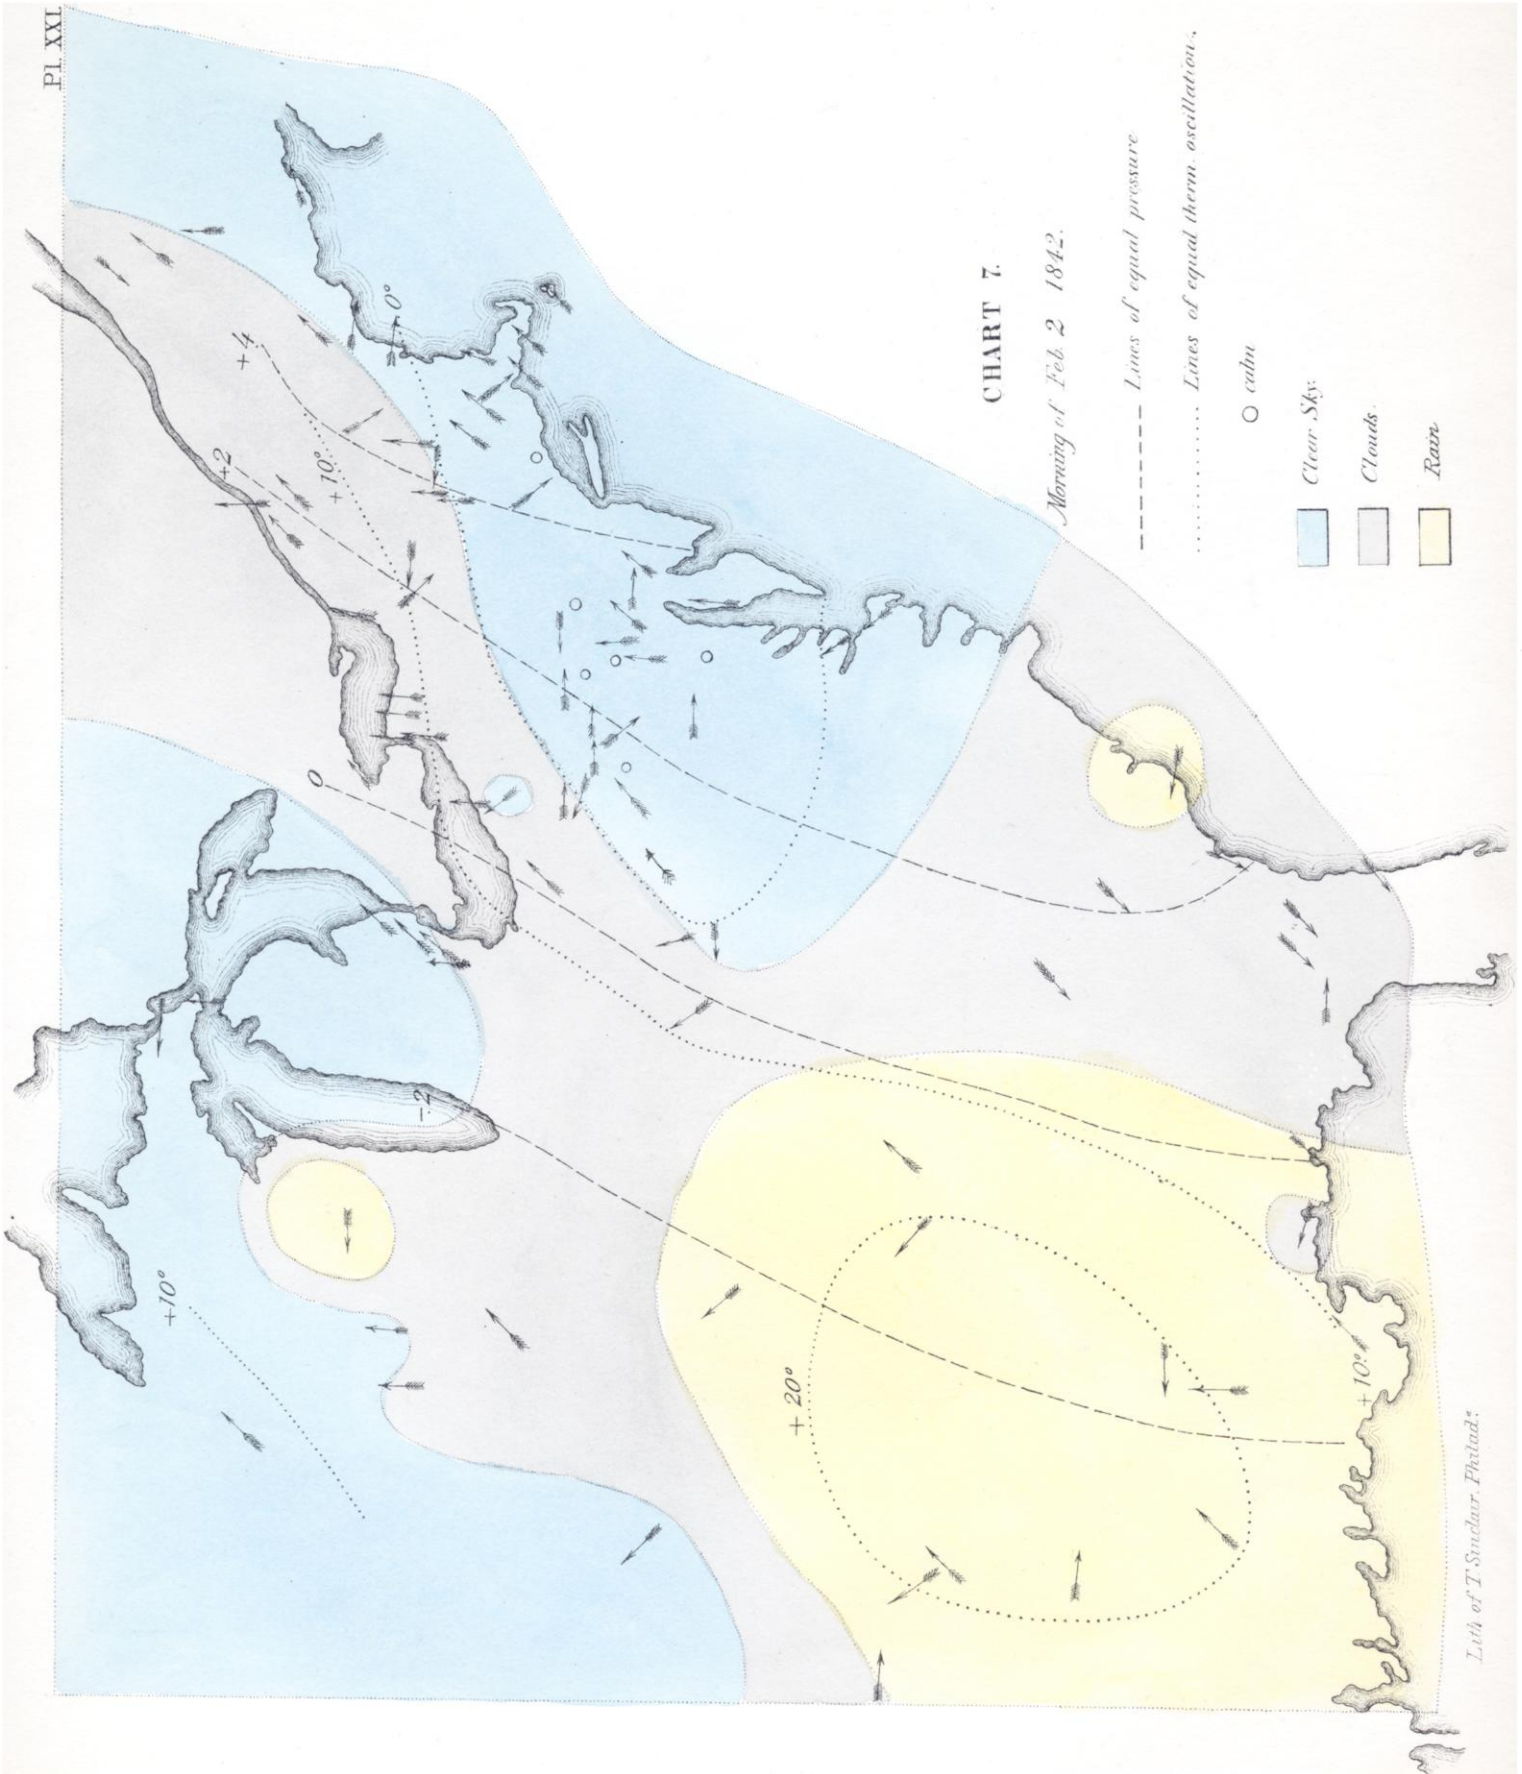 Pl. XXI.
+4
+2
+10°
0°
0
-2
+10°
+20°
+10°
CHART 7.
Morning of Feb. 2 1842.
Lines of equal pressure
Lines of equal therm. oscillation.
calm
Clear Sky.
Clouds.
Rain
Lith of T. Sinclair. Philad.ª